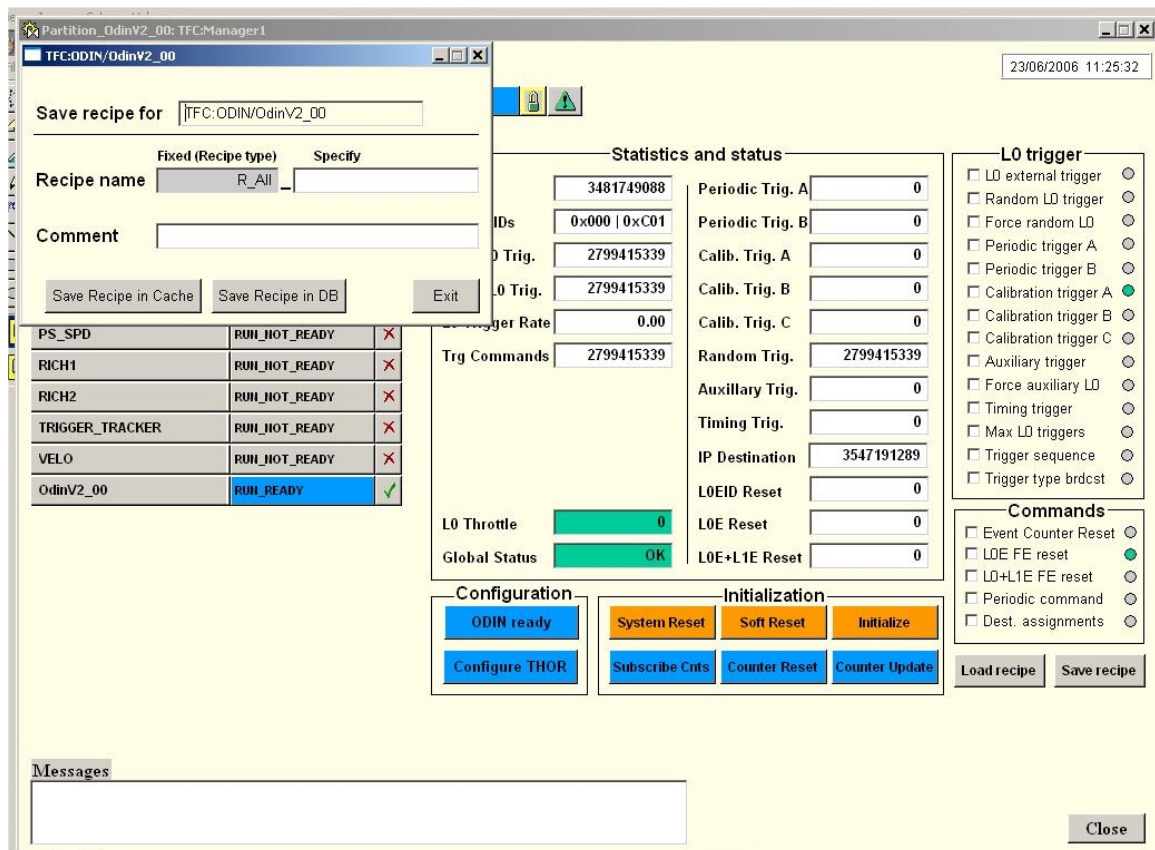 Partition_OdinV2_00: TFC:Manager1
TFC:ODIN/OdinV2_00
23/06/2006 11:25:32
Save recipe for TFC:ODIN/OdinV2_00
Fixed (Recipe type) Specify
Recipe name R_All _
Comment
Save Recipe in Cache Save Recipe in DB Exit
PS_SPD RUN_NOT_READY
RICH1 RUN_NOT_READY
RICH2 RUN_NOT_READY
TRIGGER_TRACKER RUN_NOT_READY
VELO RUN_NOT_READY
OdinV2_00 RUN_READY
Statistics and status
3481749088
IDs 0x000 | 0xC01
Trig. 2799415339
L0 Trig. 2799415339
Trigger Rate 0.00
Trg Commands 2799415339
L0 Throttle 0
Global Status OK
Periodic Trig. A 0
Periodic Trig. B 0
Calib. Trig. A 0
Calib. Trig. B 0
Calib. Trig. C 0
Random Trig. 2799415339
Auxillary Trig. 0
Timing Trig. 0
IP Destination 3547191289
L0EID Reset 0
L0E Reset 0
L0E+L1E Reset 0
L0 trigger
L0 external trigger
Random L0 trigger
Force random L0
Periodic trigger A
Periodic trigger B
Calibration trigger A
Calibration trigger B
Calibration trigger C
Auxiliary trigger
Force auxiliary L0
Timing trigger
Max L0 triggers
Trigger sequence
Trigger type brdcst
Commands
Event Counter Reset
L0E FE reset
L0+L1E FE reset
Periodic command
Dest. assignments
Load recipe Save recipe
Configuration
ODIN ready
Configure THOR
Initialization
System Reset Soft Reset Initialize
Subscribe Cnts Counter Reset Counter Update
Messages
Close